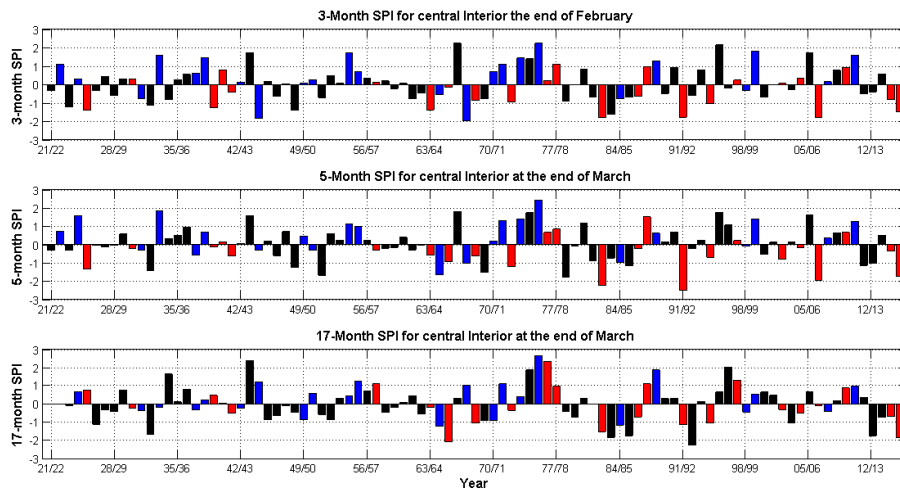 3-Month SPI for central Interior the end of February
3-month SPI
3
2
1
0
-1
-2
-3
21/22 28/29 35/36 42/43 49/50 56/57 63/64 70/71 77/78 84/85 91/92 98/99 05/06 12/13
5-Month SPI for central Interior at the end of March
5-month SPI
3
2
1
0
-1
-2
-3
21/22 28/29 35/36 42/43 49/50 56/57 63/64 70/71 77/78 84/85 91/92 98/99 05/06 12/13
17-Month SPI for central Interior at the end of March
17-month SPI
3
2
1
0
-1
-2
-3
21/22 28/29 35/36 42/43 49/50 56/57 63/64 70/71 77/78 84/85 91/92 98/99 05/06 12/13
Year